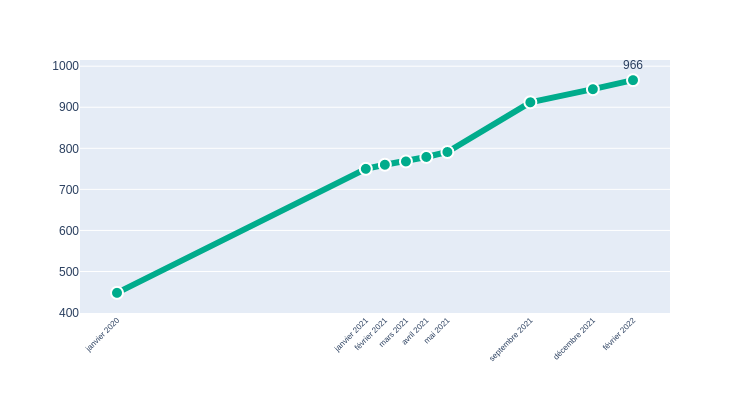 966
1000
900
800
700
600
500
400
janvier 2020
janvier 2021
février 2021
mars 2021
avril 2021
mai 2021
septembre 2021
décembre 2021
février 2022